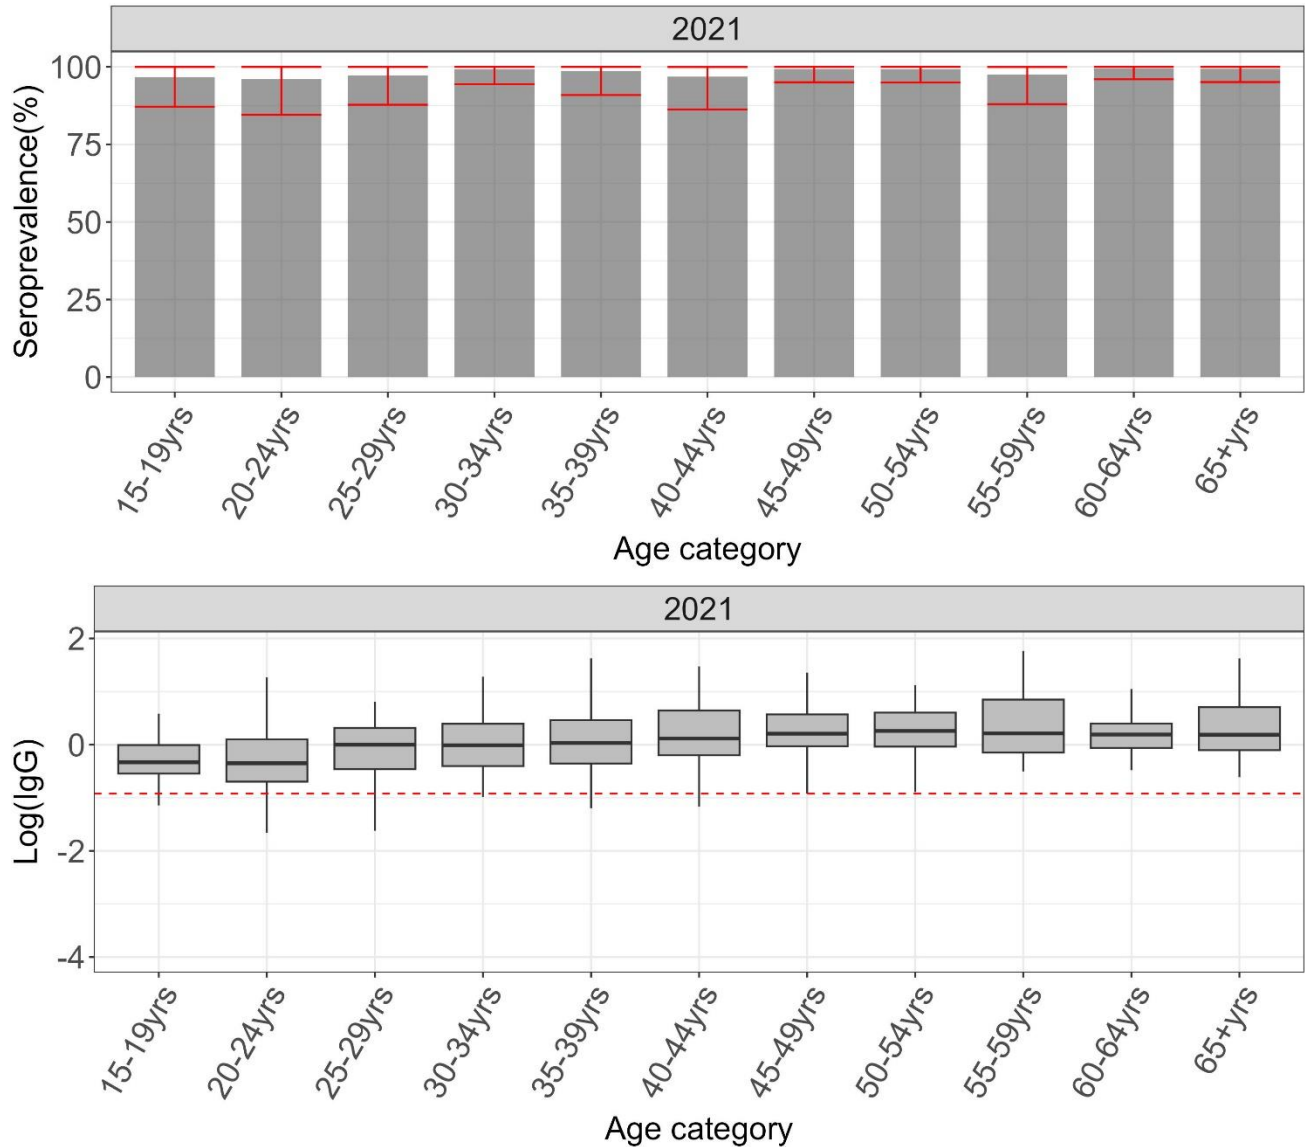 2021
Seroprevalence(%)
100
75
50
25
0
15-19yrs
20-24yrs
25-29yrs
30-34yrs
35-39yrs
40-44yrs
45-49yrs
50-54yrs
55-59yrs
60-64yrs
65+yrs
Age category
2021
Log(IgG)
2
0
-2
-4
15-19yrs
20-24yrs
25-29yrs
30-34yrs
35-39yrs
40-44yrs
45-49yrs
50-54yrs
55-59yrs
60-64yrs
65+yrs
Age category